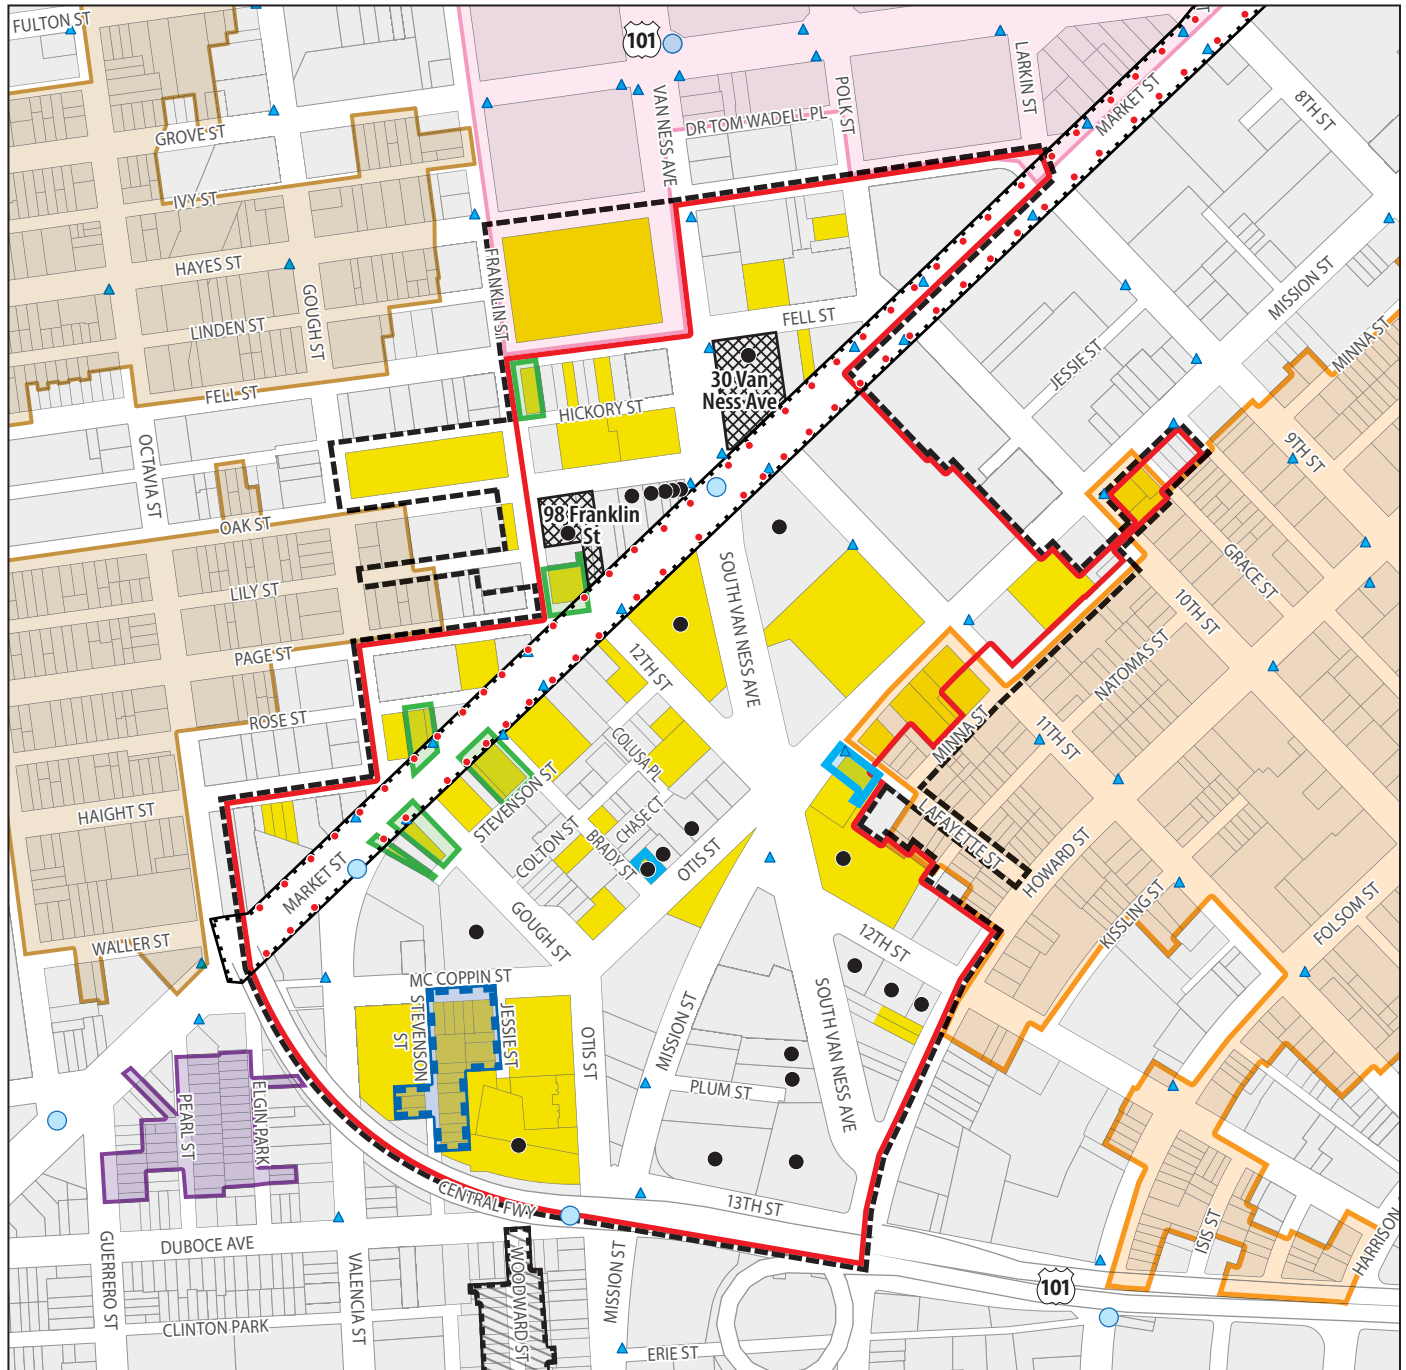 FULTON ST
101
LARKIN ST
VAN NESS AVE
POLK ST
MARKET ST
8TH ST
DR TOM WADELL PL
GROVE ST
IVY ST
HAYES ST
FRANKLIN ST
GOUGH ST
LINDEN ST
FELL ST
MISSION ST
MINNA ST
JESSIE ST
FELL ST
30 Van
Ness Ave
HICKORY ST
OCTAVIA ST
9TH ST
OAK ST
98 Franklin
St
SOUTH VAN NESS AVE
GRACE ST
LILY ST
10TH ST
PAGE ST
12TH ST
NATOMAS ST
ROSE ST
MINNA ST
11TH ST
COLUSA PL
HAIGHT ST
STEVENSON ST
COLTON ST
BRADY ST
CHASE CT
OTIS ST
LAFAYETTE ST
HOWARD ST
MARKET ST
KISSLING ST
FOLSOM ST
WALLER ST
GOUGH ST
12TH ST
MC COPPIN ST
STEVENSON
ST
JESSIE ST
OTIS ST
MISSION ST
SOUTH VAN NESS AVE
PLUM ST
PEARL ST
ELGIN PARK
CENTRAL FWY
13TH ST
ISIS ST
HARRISON
GUERRERO ST
DUBOCE AVE
VALENCIA ST
WOODWARD ST
MISSION ST
101
CLINTON PARK
ERIE ST